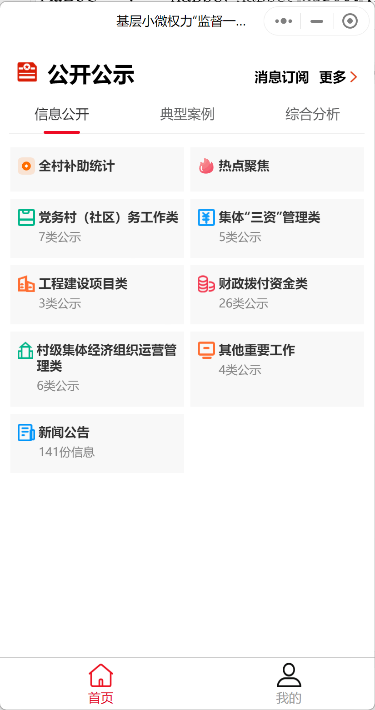 基层小微权力“监督一...
公开公示
消息订阅 更多
信息公开 典型案例 综合分析
全村补助统计
热点聚焦
党务村（社区）务工作类
7类公示
集体“三资”管理类
5类公示
工程建设项目类
3类公示
财政拨付资金类
26类公示
村级集体经济组织运营管
理类
6类公示
其他重要工作
4类公示
新闻公告
141份信息
首页 我的